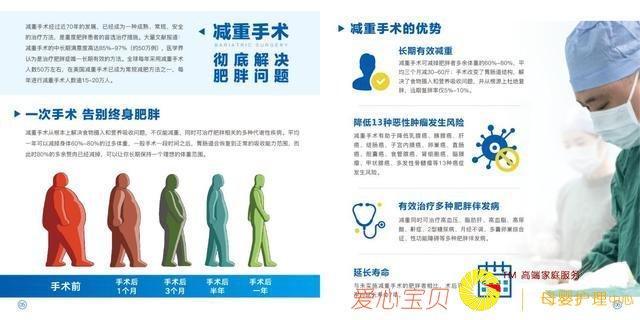 减重手术经过近70年的发展，已经成为一种成熟、常规、安全
的治疗方法，是重度肥胖患者的首选治疗措施。大量文献报道：
减重手术的中长期满意度高达85%-97%（约50万例），医学界
认为是治疗肥胖症唯一长期有效的方法。全球每年采用减重手术
人数50万左右，在美国减重手术已成为常规减肥方法之一，每
年进行减重手术人数逾15-20万人。
减重手术
BARIATRIC SURGERY
彻底解决
肥胖问题
一次手术 告别终身肥胖
减重手术从根本上解决食物摄入和营养吸收问题，不仅能减重，同时可治疗肥胖相关的多种代谢性疾病。平均
一年可以减掉身体60%-80%的过多体重，一般手术一段时间之后，胃肠道会恢复到正常的吸收能力范围，而
此时80%的多余赘肉已经减掉，可以让你长期保持一个理想的体重范围。
手术前
手术后
1个月
手术后
3个月
手术后
半年
手术后
一年
05
减重手术的优势
长期有效减重
减重手术可减掉肥胖者多余体重的60%-80%，平
均三个月减30-60斤；手术改变了胃肠道结构，解决
了食物摄入和营养吸收问题，并从根源上杜绝复
胖，远期复胖率仅5%-10%。
降低13种恶性肿瘤发生风险
减重手术有助于降低乳腺癌、胰腺癌、肝
癌、结肠癌、子宫内膜癌、卵巢癌、直肠
癌、胆囊癌、食管腺癌、肾细胞癌、脑膜
瘤、甲状腺癌、多发性骨髓瘤等13种癌症
发生风险。
有效治疗多种肥胖伴发病
减重同时可治疗高血压、脂肪肝、高血脂、高尿
酸、鼾症、2型糖尿病、月经不调、多囊卵巢综合
征、性功能障碍等多种肥胖伴发病。
延长寿命
与未实施减重手术的肥胖者相比，术后
TM 高端家庭服务
爱心宝贝
母婴护理中心
06